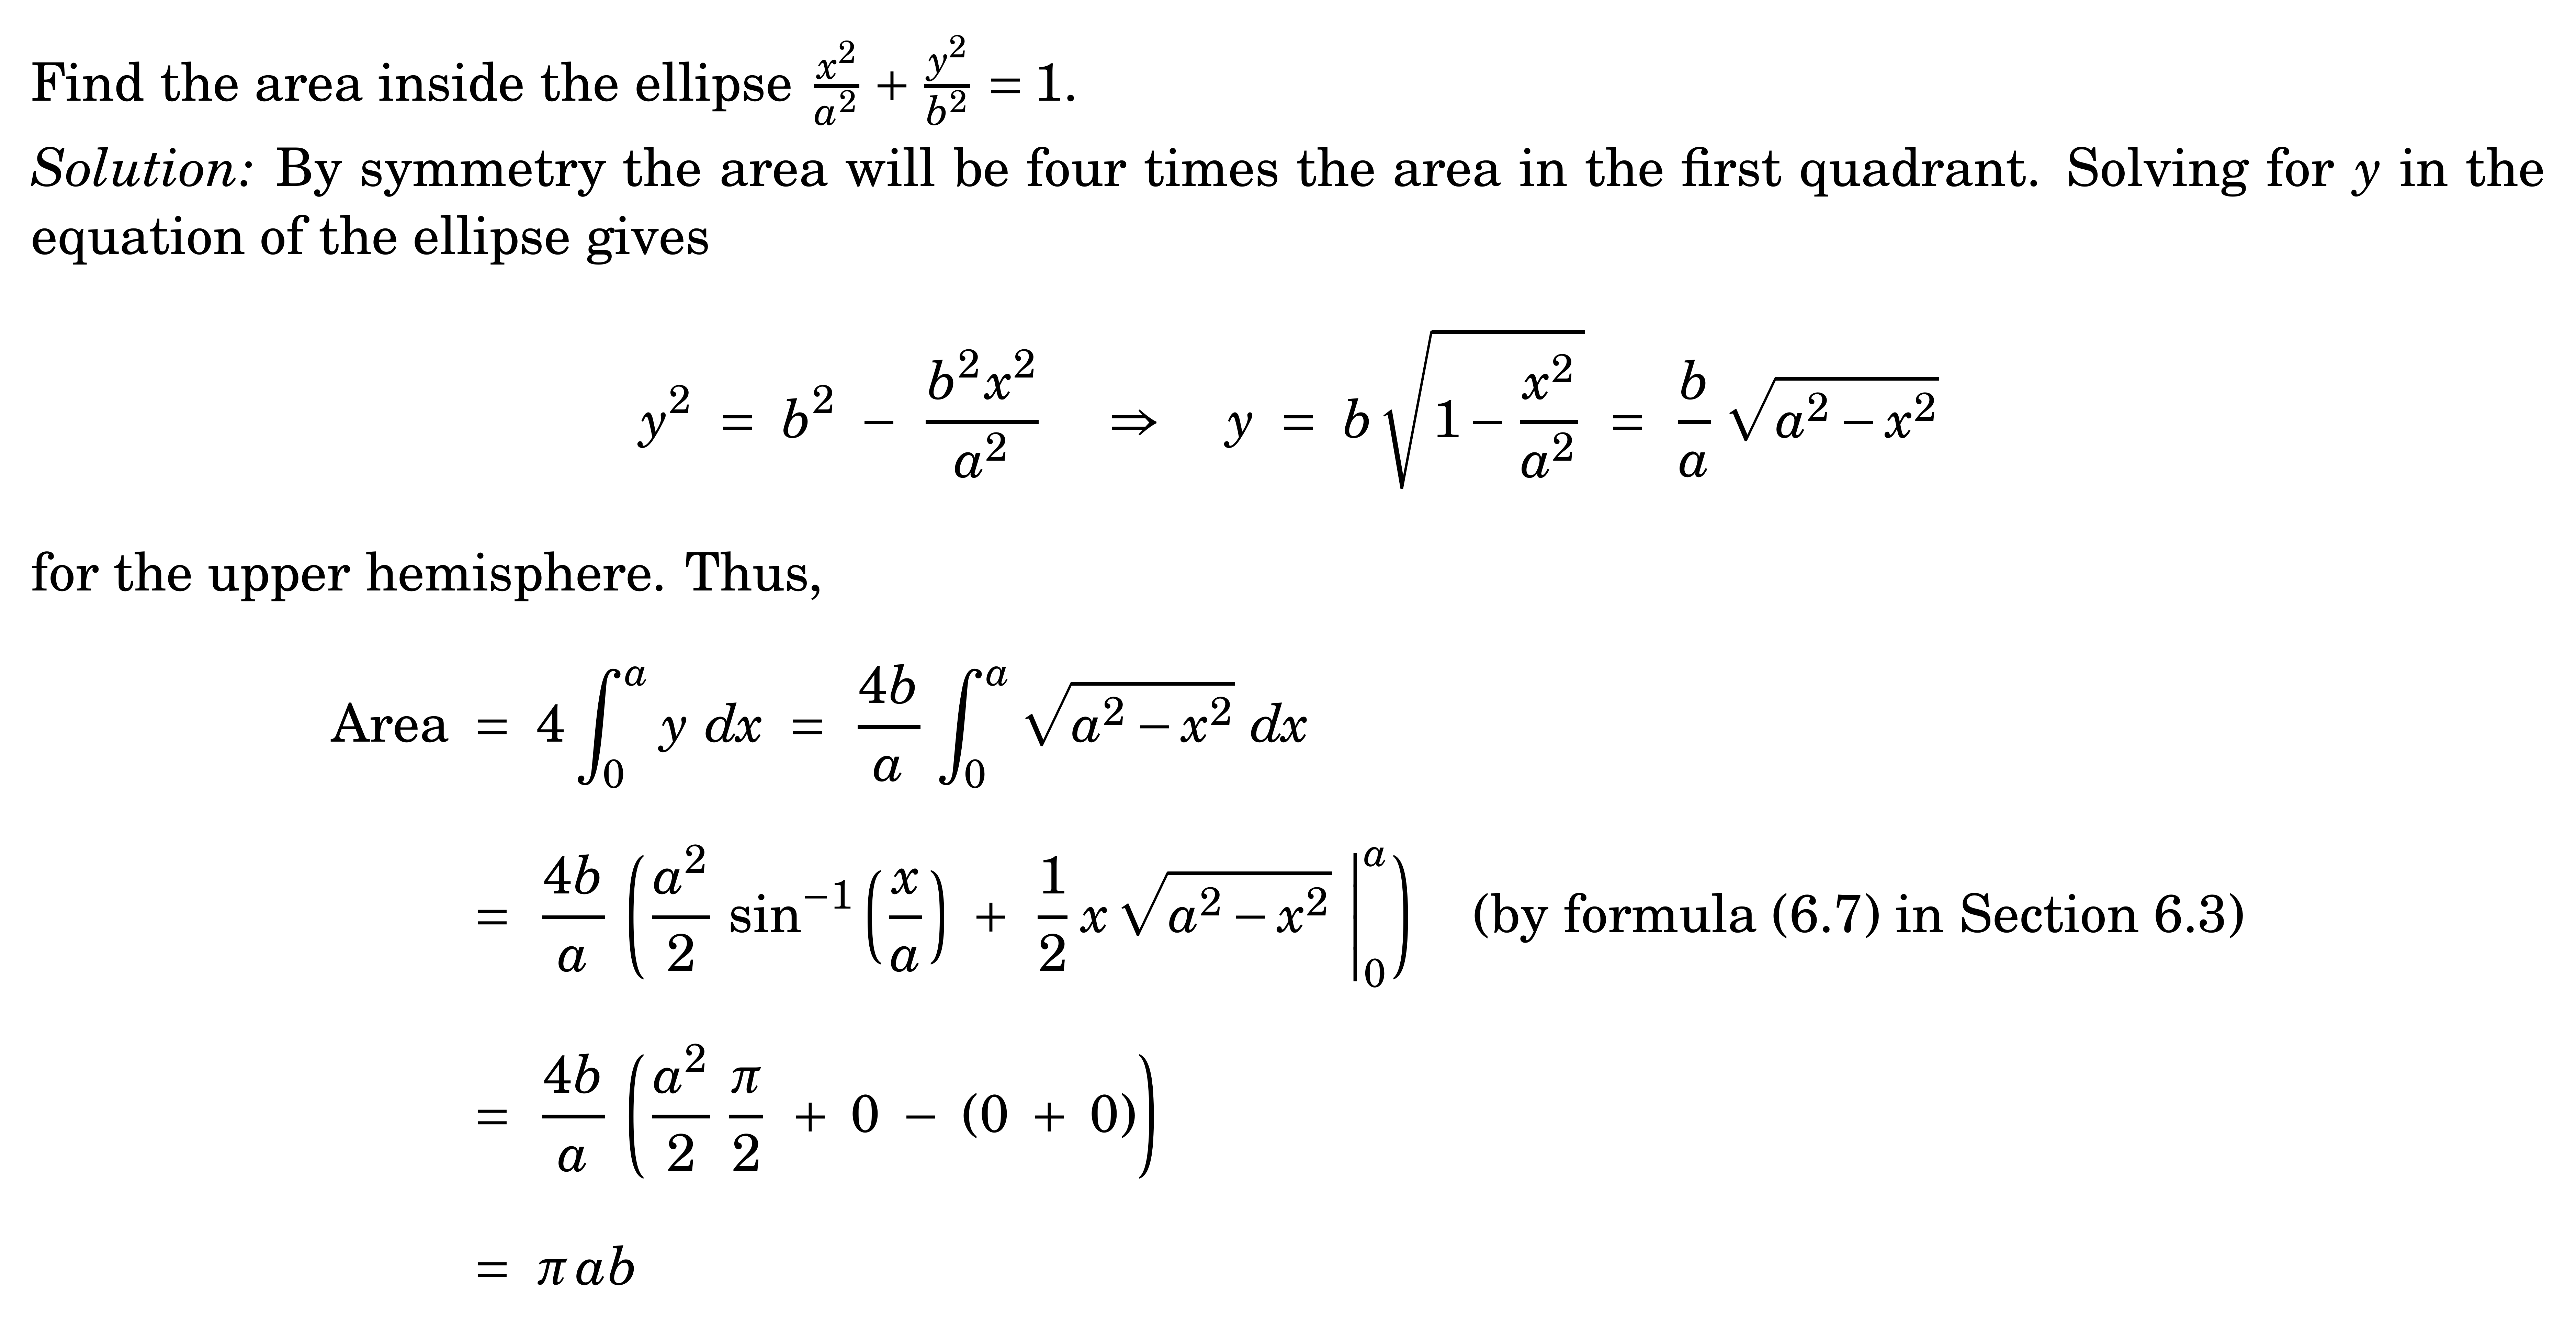 Find the area inside the ellipse $\frac{x^2}{a^2} + \frac{y^2}{b^2} = 1$.
Solution: By symmetry the area will be four times the area in the first quadrant. Solving for $y$ in the
equation of the ellipse gives
$y^2 = b^2 - \frac{b^2 x^2}{a^2} \Rightarrow y = b\sqrt{1 - \frac{x^2}{a^2}} = \frac{b}{a}\sqrt{a^2 - x^2}$
for the upper hemisphere. Thus,
Area $= 4\int_0^a y \, dx = \frac{4b}{a}\int_0^a \sqrt{a^2 - x^2} \, dx$
$= \frac{4b}{a}\left(\frac{a^2}{2}\sin^{-1}\left(\frac{x}{a}\right) + \frac{1}{2}x\sqrt{a^2 - x^2}\,\Big|_0^a\right)$ (by formula (6.7) in Section 6.3)
$= \frac{4b}{a}\left(\frac{a^2}{2}\frac{\pi}{2} + 0 - (0 + 0)\right)$
$= \pi ab$